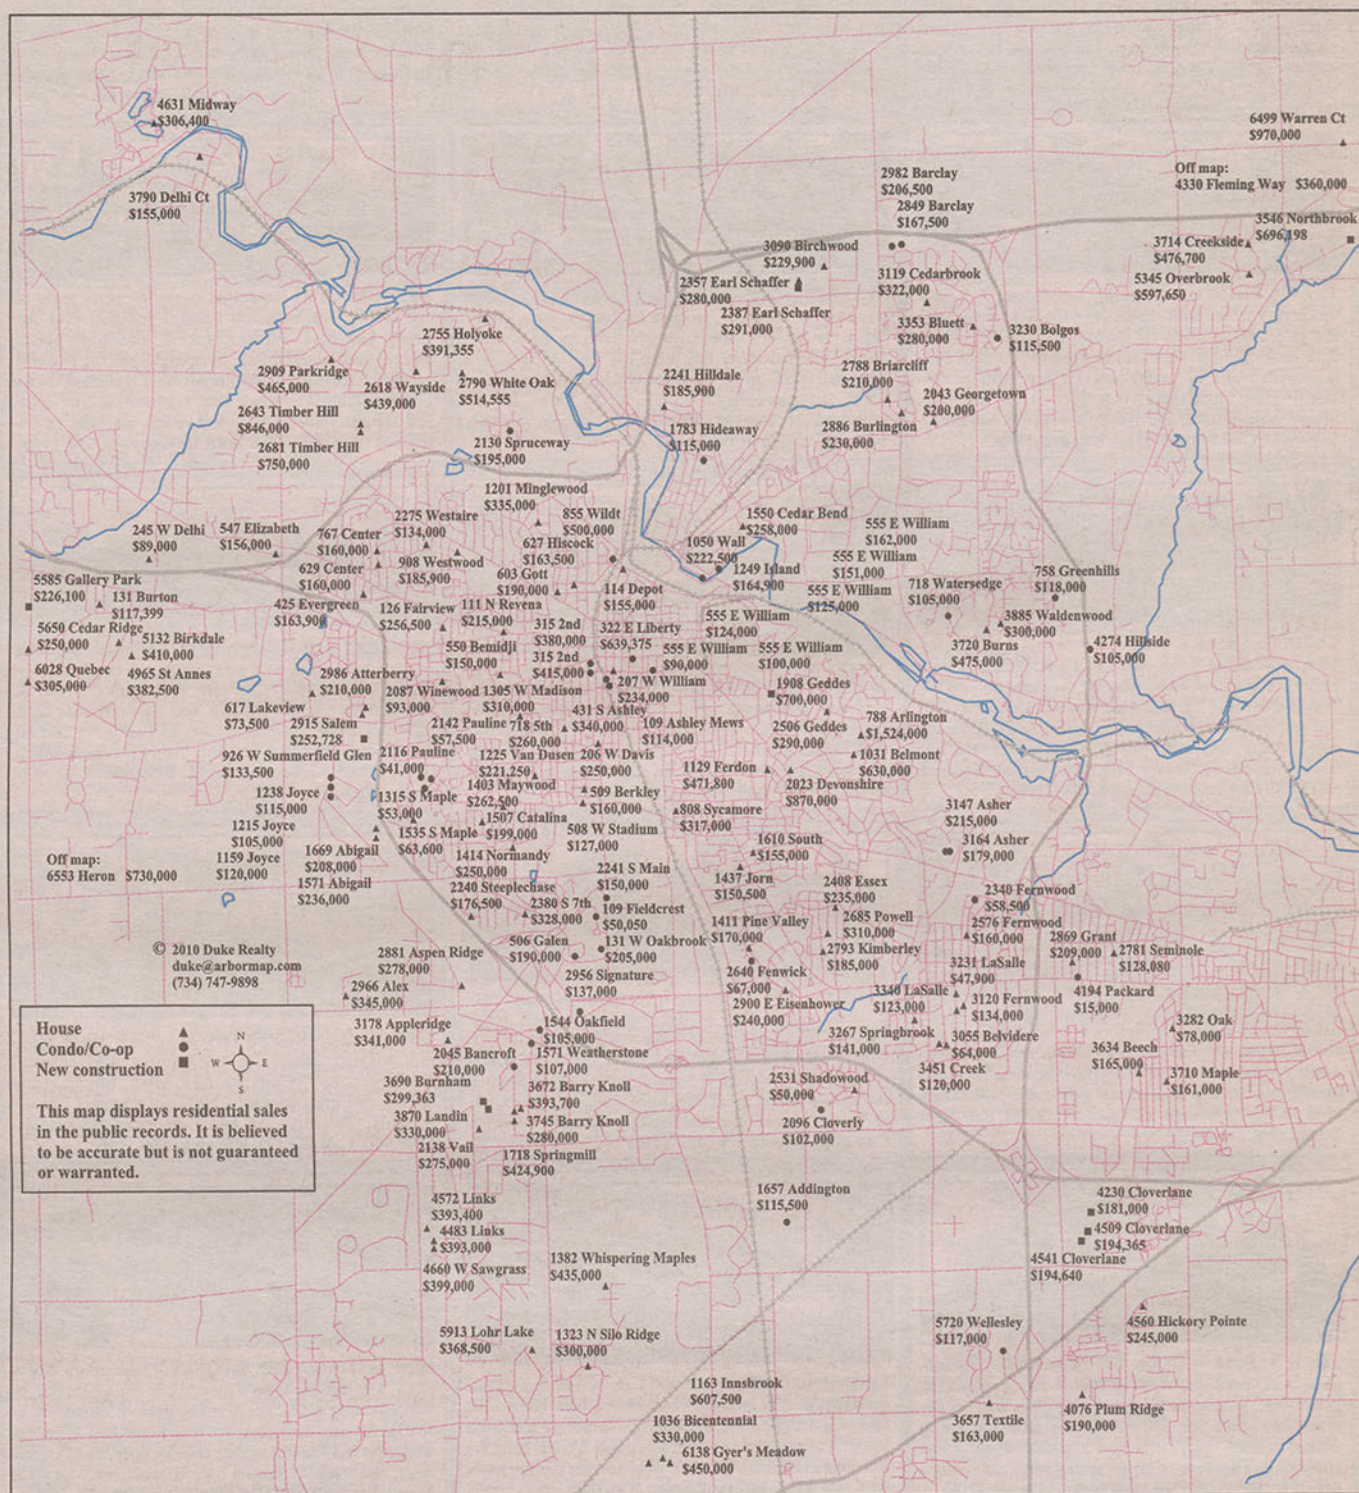 4631 Midway
$306,400
3790 Delhi Ct
$155,000
6499 Warren Ct
$970,000
Off map:
4330 Fleming Way $360,000
2982 Barclay
$206,500
2849 Barclay
$167,500
3546 Northbrook
$696,198
3714 Creekside
$476,700
5345 Overbrook
$597,650
3090 Birchwood
$229,900
2357 Earl Schaffer
$280,000
2387 Earl Schaffer
$291,000
3119 Cedarbrook
$322,000
3353 Bluett
$280,000
3230 Bolgos
$115,500
2755 Holyoke
$391,355
2909 Parkridge
$465,000
2618 Wayside
$439,000
2790 White Oak
$514,555
2643 Timber Hill
$846,000
2681 Timber Hill
$750,000
2241 Hilldale
$185,900
2788 Briarcliff
$210,000
2043 Georgetown
$200,000
2886 Burlington
$230,000
2130 Spruceway
$195,000
1783 Hideaway
$115,000
1201 Minglewood
$335,000
245 W Delhi
$89,000
547 Elizabeth
$156,000
767 Center
$160,000
2275 Westaire
$134,000
855 Wildt
$500,000
1550 Cedar Bend
$258,000
555 E William
$162,000
627 Hiscock
$163,500
1050 Wall
$222,500
908 Westwood
$185,900
629 Center
$160,000
603 Gott
$190,000
1249 Island
$164,900
555 E William
$151,000
555 E William
$125,000
5585 Gallery Park
$226,100
131 Burton
$117,399
718 Watersedge
$105,000
758 Greenhills
$118,000
425 Evergreen
$163,900
126 Fairview
$256,500
111 N Revena
$215,000
114 Depot
$155,000
315 2nd
$380,000
322 E Liberty
$639,375
555 E William
$124,000
3885 Waldenwood
$300,000
5650 Cedar Ridge
$250,000
5132 Birkdale
$410,000
550 Bemidji
$150,000
315 2nd
$415,000
555 E William
$90,000
555 E William
$100,000
3720 Burns
$475,000
4274 Hillside
$105,000
6028 Quebec
$305,000
4965 St Annes
$382,500
2986 Atterberry
$210,000
2087 Winewood
$93,000
1305 W Madison
$310,000
207 W William
$234,000
1908 Geddes
$700,000
617 Lakeview
$73,500
2915 Salem
$252,728
2142 Pauline
$57,500
718 5th
$260,000
431 S Ashley
$340,000
109 Ashley Mews
$114,000
2506 Geddes
$290,000
788 Arlington
$1,524,000
926 W Summerfield Glen
$133,500
2116 Pauline
$41,000
1225 Van Dusen
$221,250
206 W Davis
$250,000
1129 Ferdon
$471,800
1031 Belmont
$630,000
2023 Devonshire
$870,000
1238 Joyce
$115,000
1315 S Maple
$53,000
1403 Maywood
$262,500
509 Berkley
$160,000
808 Sycamore
$317,000
3147 Asher
$215,000
1215 Joyce
$105,000
1507 Catalina
$199,000
1535 S Maple
$63,600
508 W Stadium
$127,000
1610 South
$155,000
3164 Asher
$179,000
Off map:
6553 Heron $730,000
1669 Abigail
$208,000
1159 Joyce
$120,000
1414 Normandy
$250,000
2241 S Main
$150,000
1437 Jorn
$150,500
1571 Abigail
$236,000
2240 Steeplechase
$176,500
2380 S 7th
$328,000
2408 Essex
$235,000
2340 Fernwood
$58,500
109 Fieldcrest
$50,050
2685 Powell
$310,000
1411 Pine Valley
$170,000
2576 Fernwood
$160,000
2869 Grant
$209,000
2781 Seminole
$128,080
© 2010 Duke Realty
duke@arbormap.com
(734) 747-9898
2881 Aspen Ridge
$278,000
506 Galen
$190,000
131 W Oakbrook
$205,000
2793 Kimberley
$185,000
2640 Fenwick
$67,000
3231 LaSalle
$47,900
2956 Signature
$137,000
2966 Alex
$345,000
3340 LaSalle
$123,000
4194 Packard
$15,000
2900 E Eisenhower
$240,000
3120 Fernwood
$134,000
3178 Appleridge
$341,000
1544 Oakfield
$105,000
3267 Springbrook
$141,000
3055 Belvidere
$64,000
3282 Oak
$78,000
2045 Bancroft
$210,000
1571 Weatherstone
$107,000
3451 Creek
$120,000
3634 Beech
$165,000
3710 Maple
$161,000
House
Condo/Co-op
New construction
N
W E
S
This map displays residential sales
in the public records. It is believed
to be accurate but is not guaranteed
or warranted.
3690 Burnham
$299,363
3672 Barry Knoll
$393,700
2531 Shadowood
$50,000
3870 Landin
$330,000
3745 Barry Knoll
$280,000
2096 Cloverly
$102,000
2138 Vail
$275,000
1718 Springmill
$424,900
1657 Addington
$115,500
4572 Links
$393,400
4483 Links
$393,000
4230 Cloverlane
$181,000
4509 Cloverlane
$194,365
4541 Cloverlane
$194,640
4660 W Sawgrass
$399,000
1382 Whispering Maples
$435,000
5913 Lohr Lake
$368,500
1323 N Silo Ridge
$300,000
5720 Wellesley
$117,000
4560 Hickory Pointe
$245,000
1163 Innsbrook
$607,500
1036 Bicentennial
$330,000
6138 Gyer's Meadow
$450,000
3657 Textile
$163,000
4076 Plum Ridge
$190,000